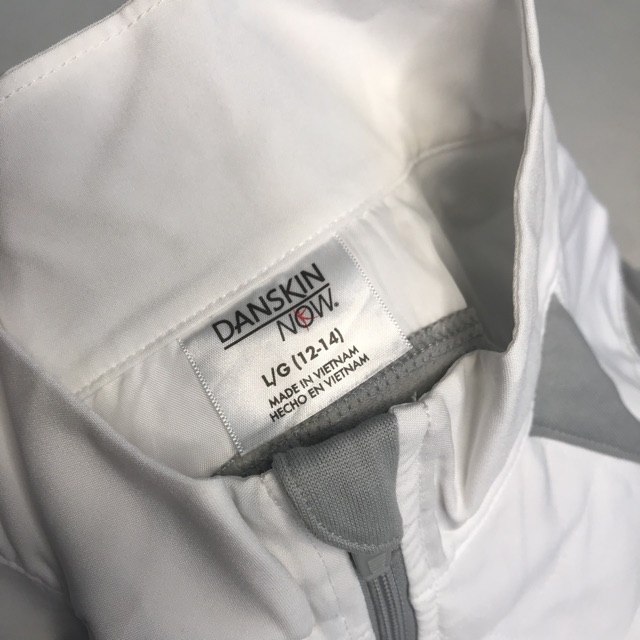 DANSKIN
NOW®
L/G (12-14)
MADE IN VIETNAM
HECHO EN VIETNAM